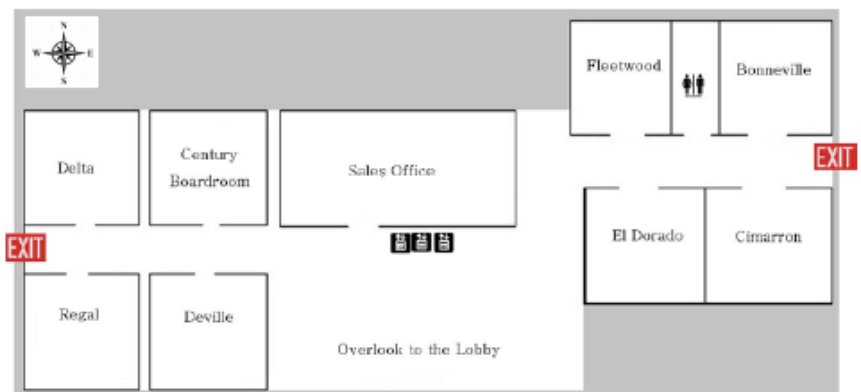 N
W E
S
Fleetwood
Bonneville
EXIT
Delta
Century
Boardroom
Sales Office
EXIT
El Dorado
Cimarron
Regal
Deville
Overlook to the Lobby